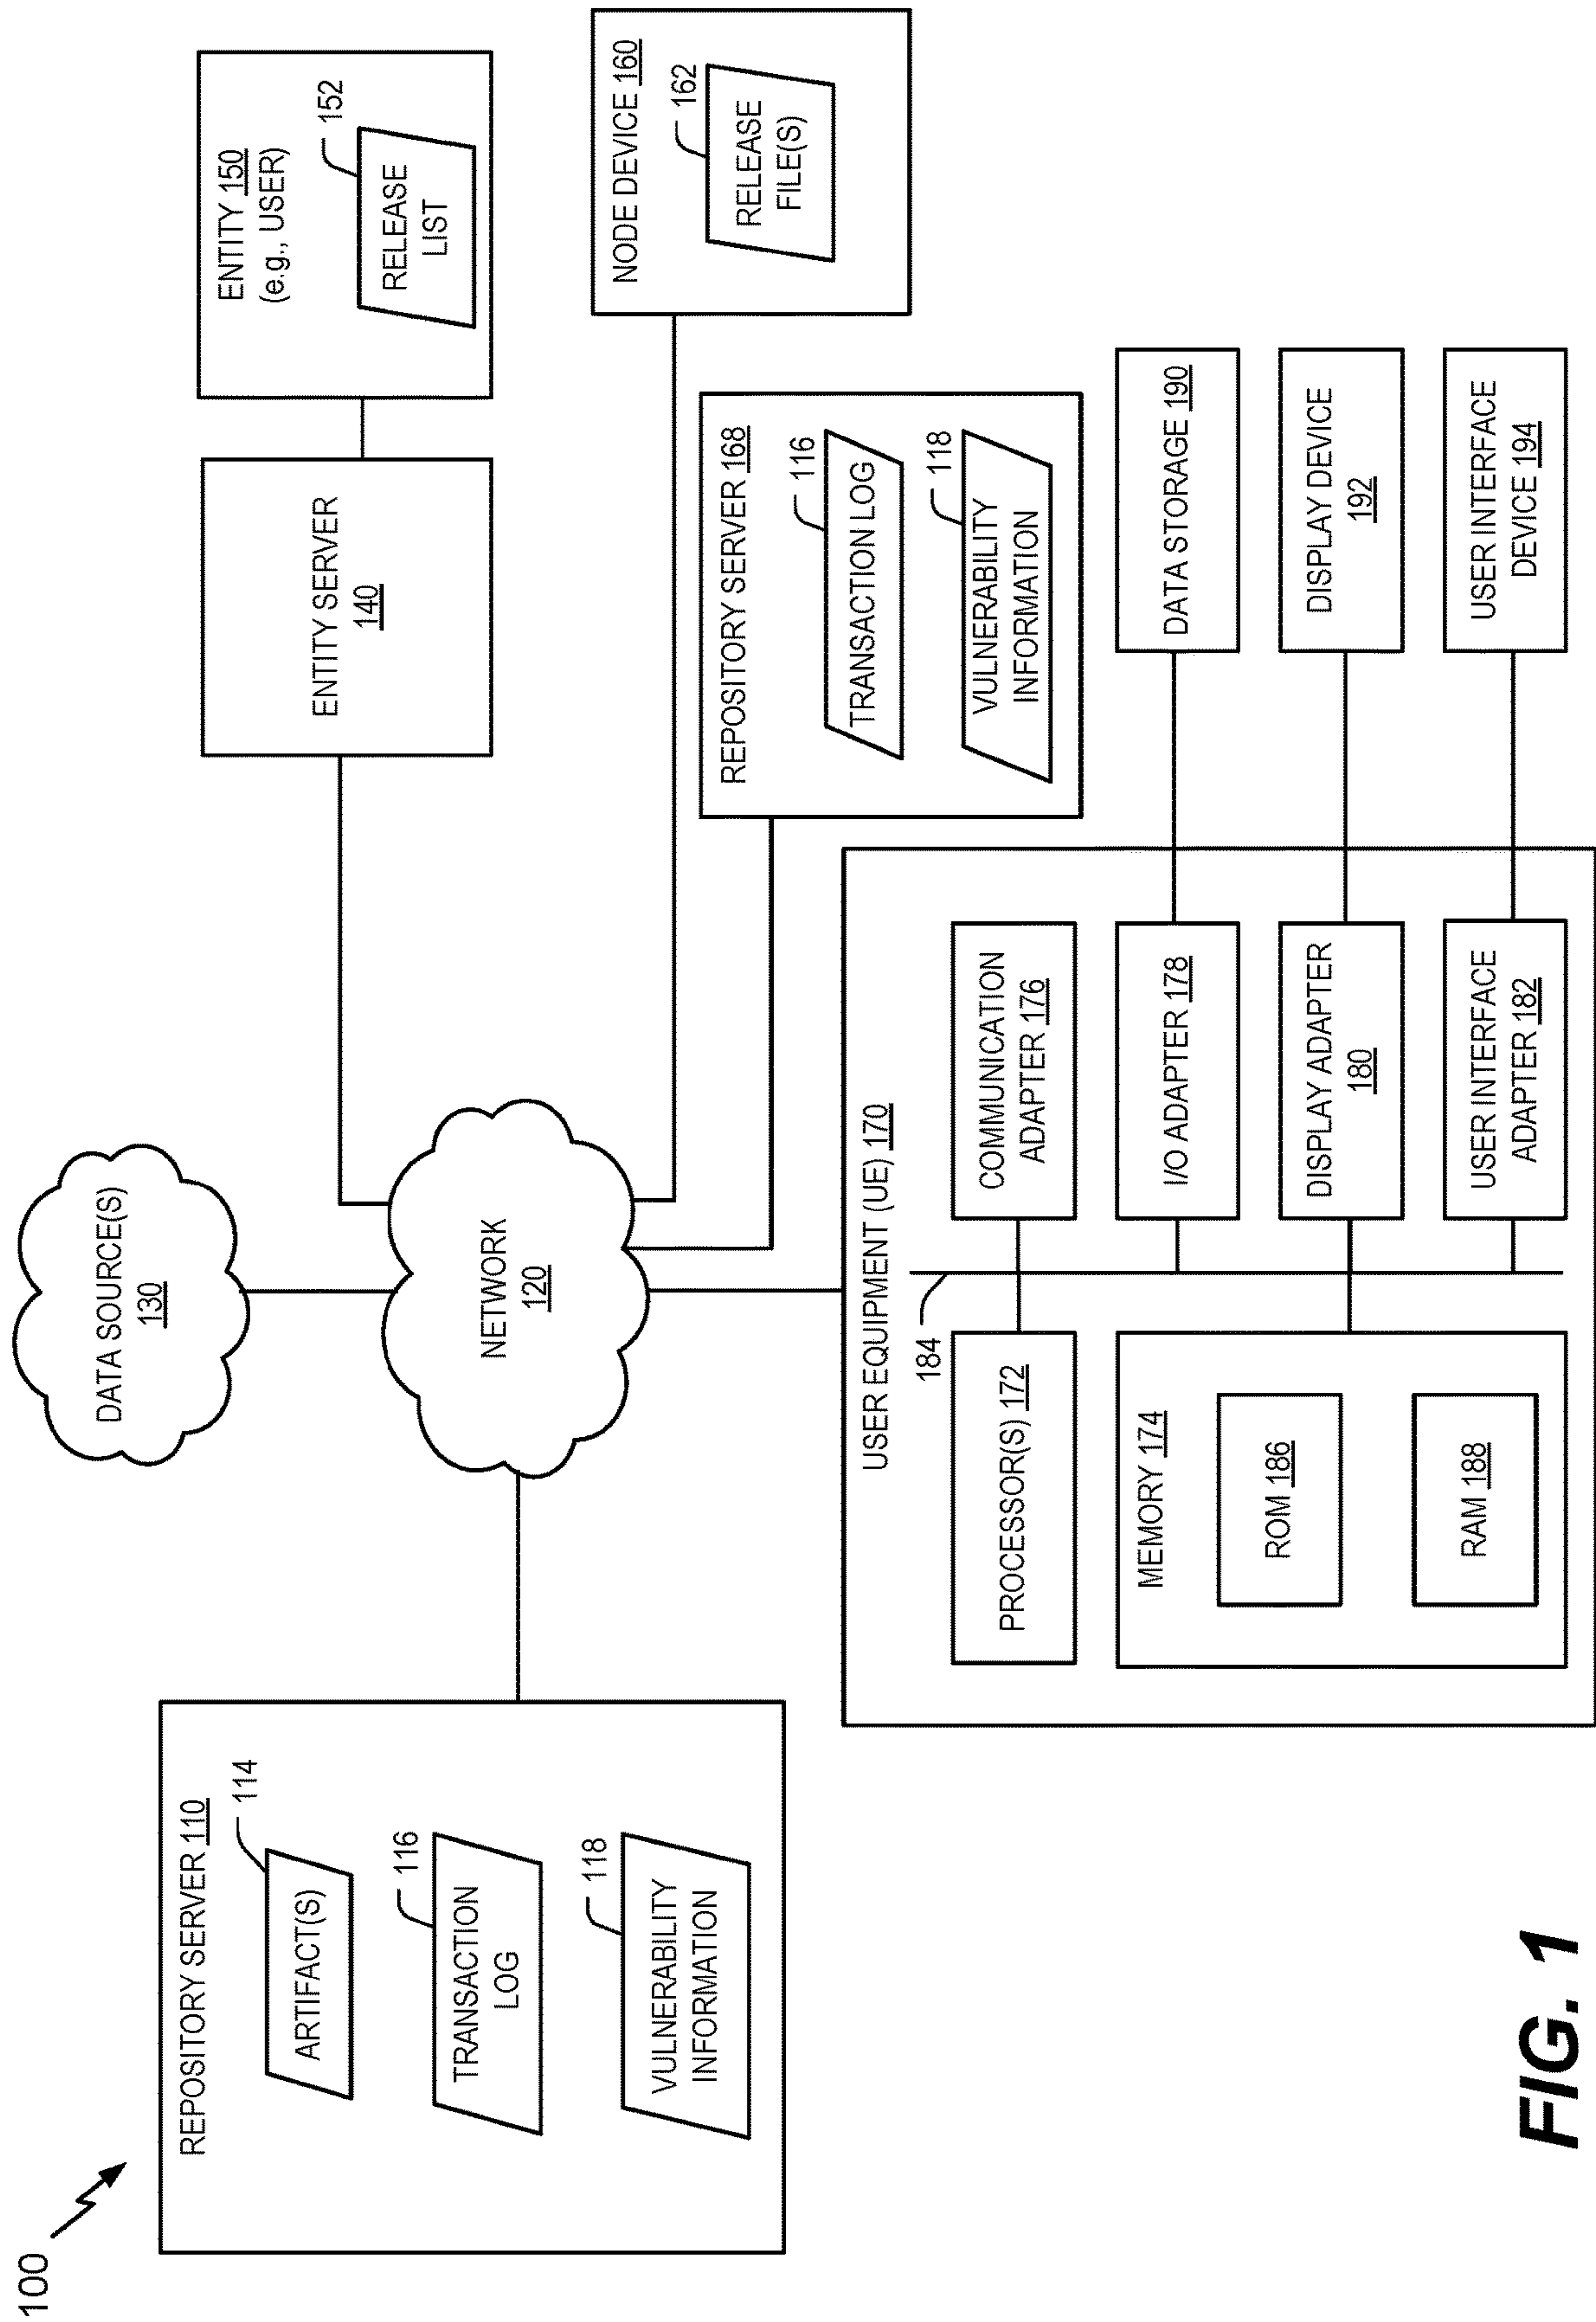 100
DATA SOURCE(S)
130
NETWORK
120
REPOSITORY SERVER 110
ARTIFACT(S)
114
TRANSACTION
LOG
116
VULNERABILITY
INFORMATION
118
ENTITY SERVER
140
ENTITY 150
(e.g., USER)
152
RELEASE
LIST
NODE DEVICE 160
162
RELEASE
FILE(S)
REPOSITORY SERVER 168
116
TRANSACTION LOG
118
VULNERABILITY
INFORMATION
USER EQUIPMENT (UE) 170
184
PROCESSOR(S) 172
MEMORY 174
ROM 186
RAM 188
COMMUNICATION
ADAPTER 176
I/O ADAPTER 178
DISPLAY ADAPTER
180
USER INTERFACE
ADAPTER 182
DATA STORAGE 190
DISPLAY DEVICE
192
USER INTERFACE
DEVICE 194
FIG. 1